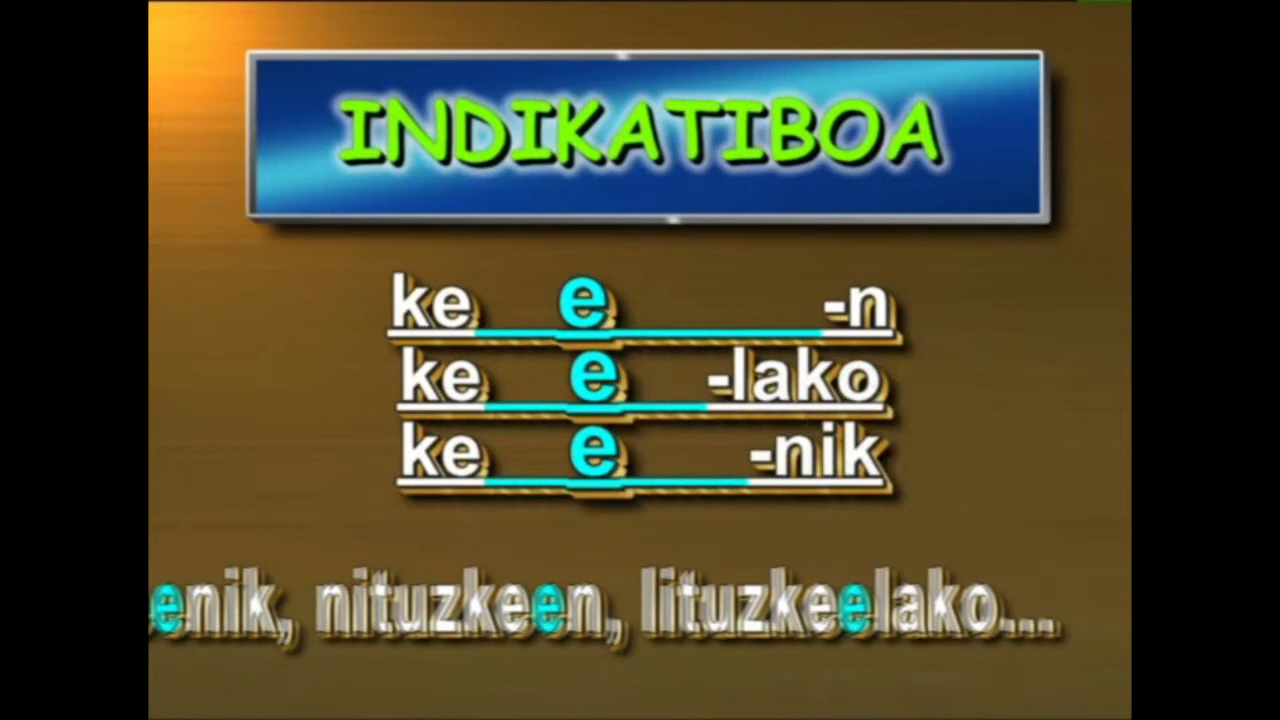 INDIKATIBOA
ke e -n
ke e -lako
ke e -nik
enik, nituzkeen, lituzkeelako...